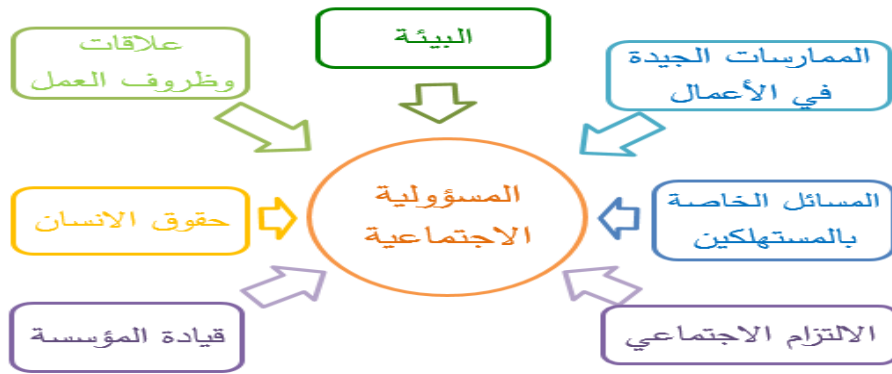 البيئة
الممارسات الجيدة
في الأعمال
علاقات
وظروف العمل
المسائل الخاصة
بالمستهلكين
المسؤولية
الاجتماعية
حقوق الانسان
الالتزام الاجتماعي
قيادة المؤسسة